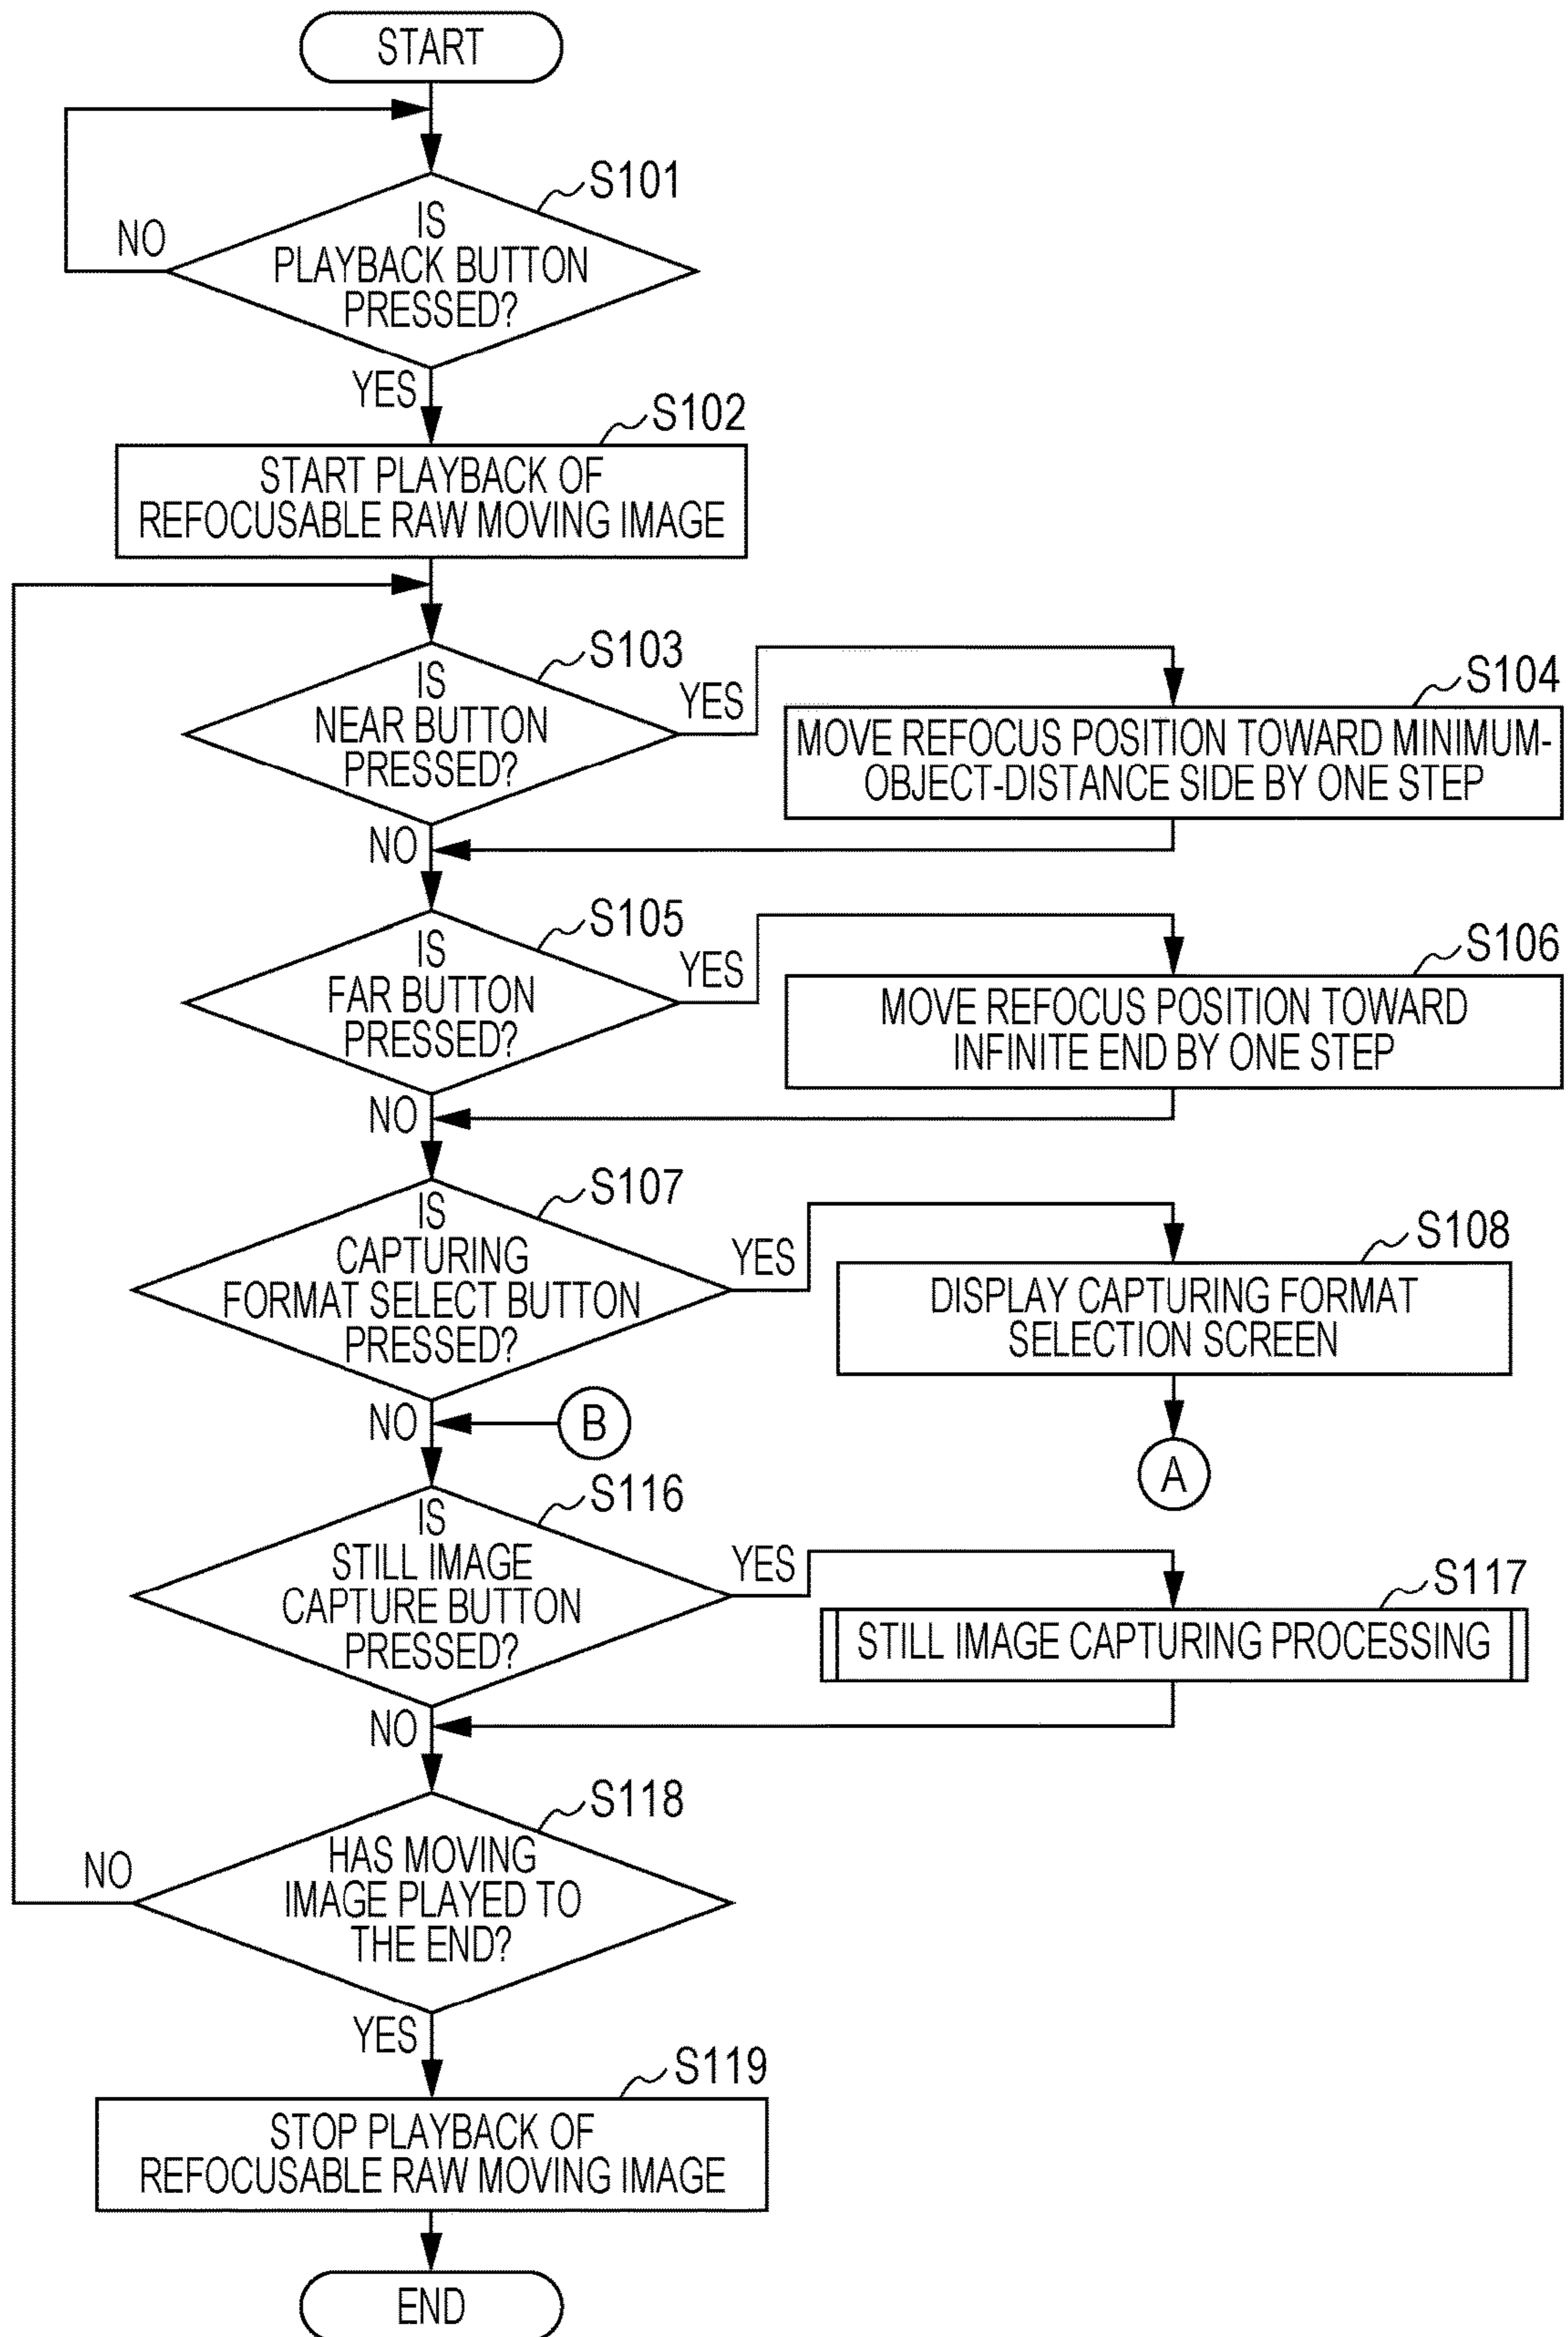 START
S101
IS
PLAYBACK BUTTON
PRESSED?
NO
YES
S102
START PLAYBACK OF
REFOCUSABLE RAW MOVING IMAGE
S103
IS
NEAR BUTTON
PRESSED?
YES
NO
S104
MOVE REFOCUS POSITION TOWARD MINIMUM-
OBJECT-DISTANCE SIDE BY ONE STEP
S105
IS
FAR BUTTON
PRESSED?
YES
NO
S106
MOVE REFOCUS POSITION TOWARD
INFINITE END BY ONE STEP
S107
IS
CAPTURING
FORMAT SELECT BUTTON
PRESSED?
YES
NO
S108
DISPLAY CAPTURING FORMAT
SELECTION SCREEN
A
B
S116
IS
STILL IMAGE
CAPTURE BUTTON
PRESSED?
YES
NO
S117
STILL IMAGE CAPTURING PROCESSING
S118
HAS MOVING
IMAGE PLAYED TO
THE END?
NO
YES
S119
STOP PLAYBACK OF
REFOCUSABLE RAW MOVING IMAGE
END